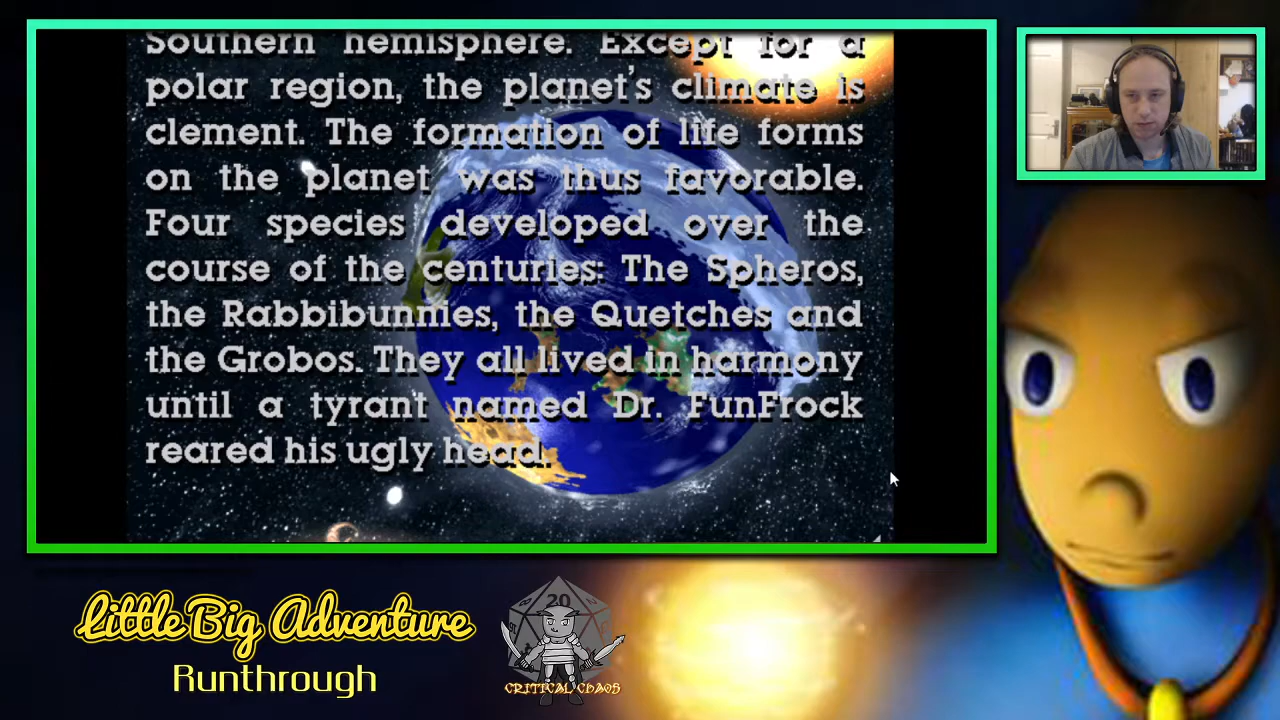 Southern hemisphere. Except for a
polar region, the planet's climate is
clement. The formation of life forms
on the planet was thus favorable.
Four species developed over the
course of the centuries: The Spheros,
the Rabbibunnies, the Quetches and
the Grobos. They all lived in harmony
until a tyrant named Dr. FunFrock
reared his ugly head.
Little Big Adventure
Runthrough
20
CRITICAL CHAOS